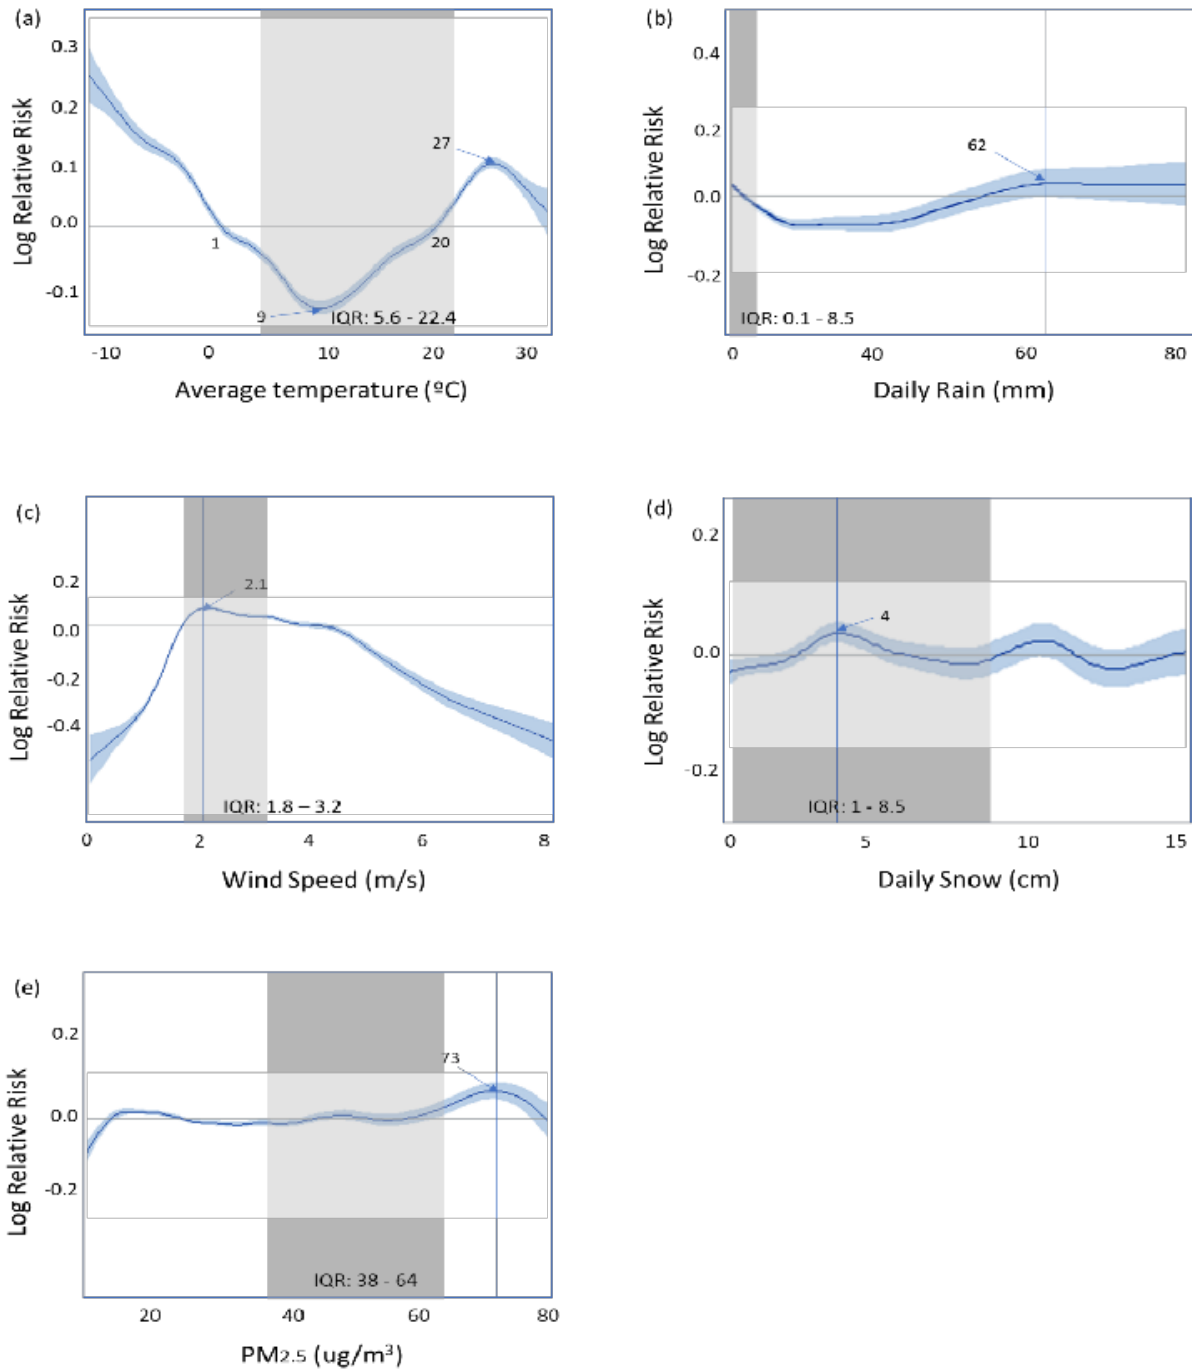 (a)
0.3
0.2
0.1
0.0
-0.1
Log Relative Risk
27
1
20
9
IQR: 5.6 - 22.4
-10 0 10 20 30
Average temperature (ºC)
(b)
0.4
0.2
0.0
-0.2
Log Relative Risk
62
IQR: 0.1 - 8.5
0 40 60 80
Daily Rain (mm)
(c)
0.2
0.0
-0.2
-0.4
Log Relative Risk
2.1
IQR: 1.8 – 3.2
0 2 4 6 8
Wind Speed (m/s)
(d)
0.2
0.0
-0.2
Log Relative Risk
4
IQR: 1 - 8.5
0 5 10 15
Daily Snow (cm)
(e)
0.2
0.0
-0.2
Log Relative Risk
73
IQR: 38 - 64
20 40 60 80
PM2.5 (ug/m³)